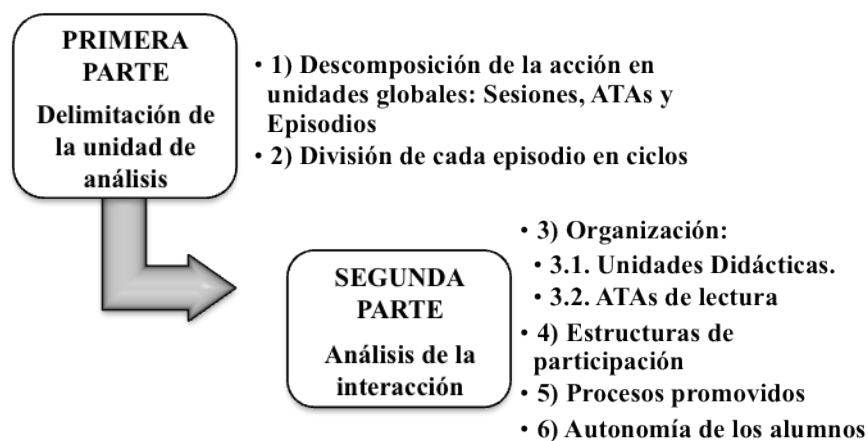 PRIMERA
PARTE
Delimitación de
la unidad de
análisis
• 1) Descomposición de la acción en
unidades globales: Sesiones, ATAs y
Episodios
• 2) División de cada episodio en ciclos
SEGUNDA
PARTE
Análisis de la
interacción
• 3) Organización:
• 3.1. Unidades Didácticas.
• 3.2. ATAs de lectura
• 4) Estructuras de
participación
• 5) Procesos promovidos
• 6) Autonomía de los alumnos